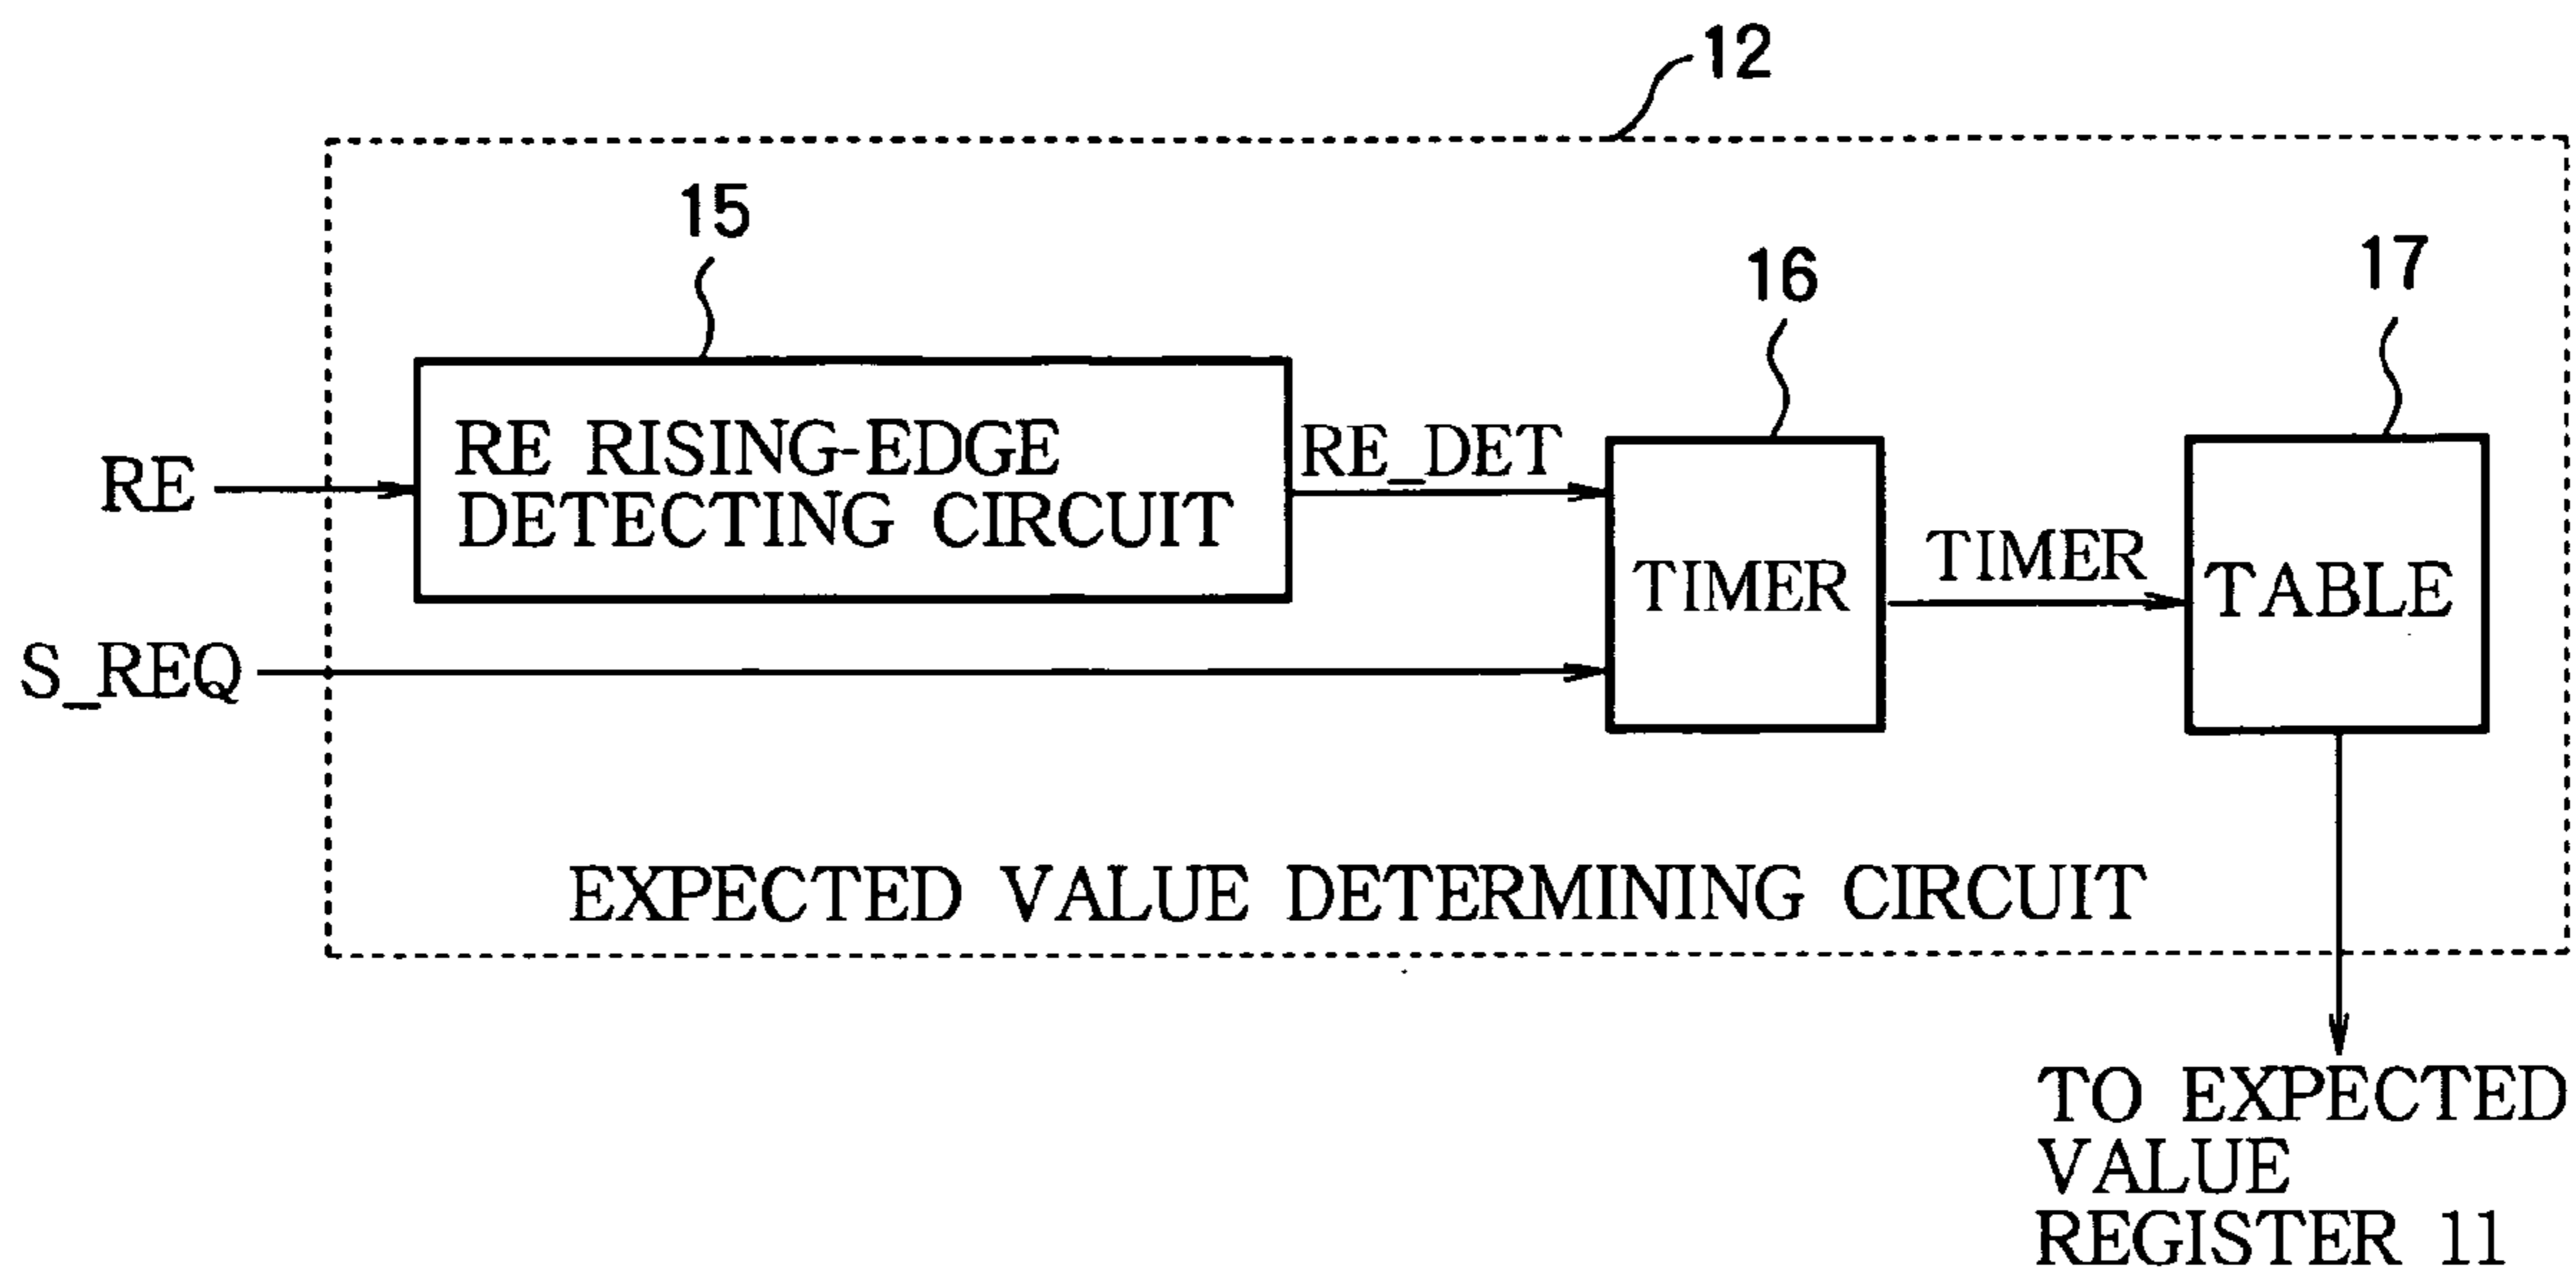 12
15
16
17
RE
RE RISING-EDGE
DETECTING CIRCUIT
RE_DET
S_REQ
TIMER
TIMER
TABLE
EXPECTED VALUE DETERMINING CIRCUIT
TO EXPECTED
VALUE
REGISTER 11